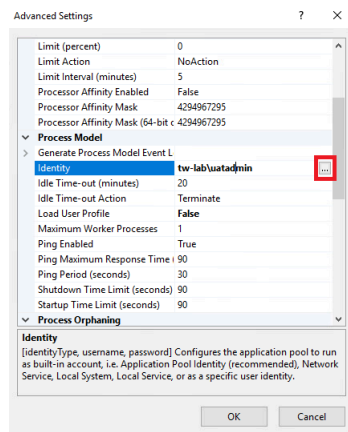 Advanced Settings ? ×
Limit (percent) 0
Limit Action NoAction
Limit Interval (minutes) 5
Processor Affinity Enabled False
Processor Affinity Mask 4294967295
Processor Affinity Mask (64-bit c 4294967295
Process Model
Generate Process Model Event L
Identity tw-lab\uatadmin ...
Idle Time-out (minutes) 20
Idle Time-out Action Terminate
Load User Profile False
Maximum Worker Processes 1
Ping Enabled True
Ping Maximum Response Time ( 90
Ping Period (seconds) 30
Shutdown Time Limit (seconds) 90
Startup Time Limit (seconds) 90
Process Orphaning
Identity
[identityType, username, password] Configures the application pool to run
as built-in account, i.e. Application Pool Identity (recommended), Network
Service, Local System, Local Service, or as a specific user identity.
OK Cancel